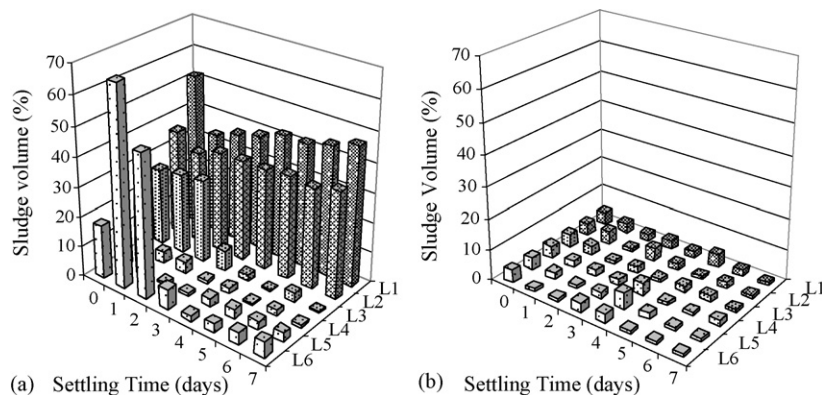 70
60
50
40
30
20
10
0
Sludge volume (%)
0 1 2 3 4 5 6 7
L6 L5 L4 L3 L2 L1
(a) Settling Time (days)
70
60
50
40
30
20
10
0
Sludge Volume (%)
0 1 2 3 4 5 6 7
L6 L5 L4 L3 L2 L1
(b) Settling Time (days)